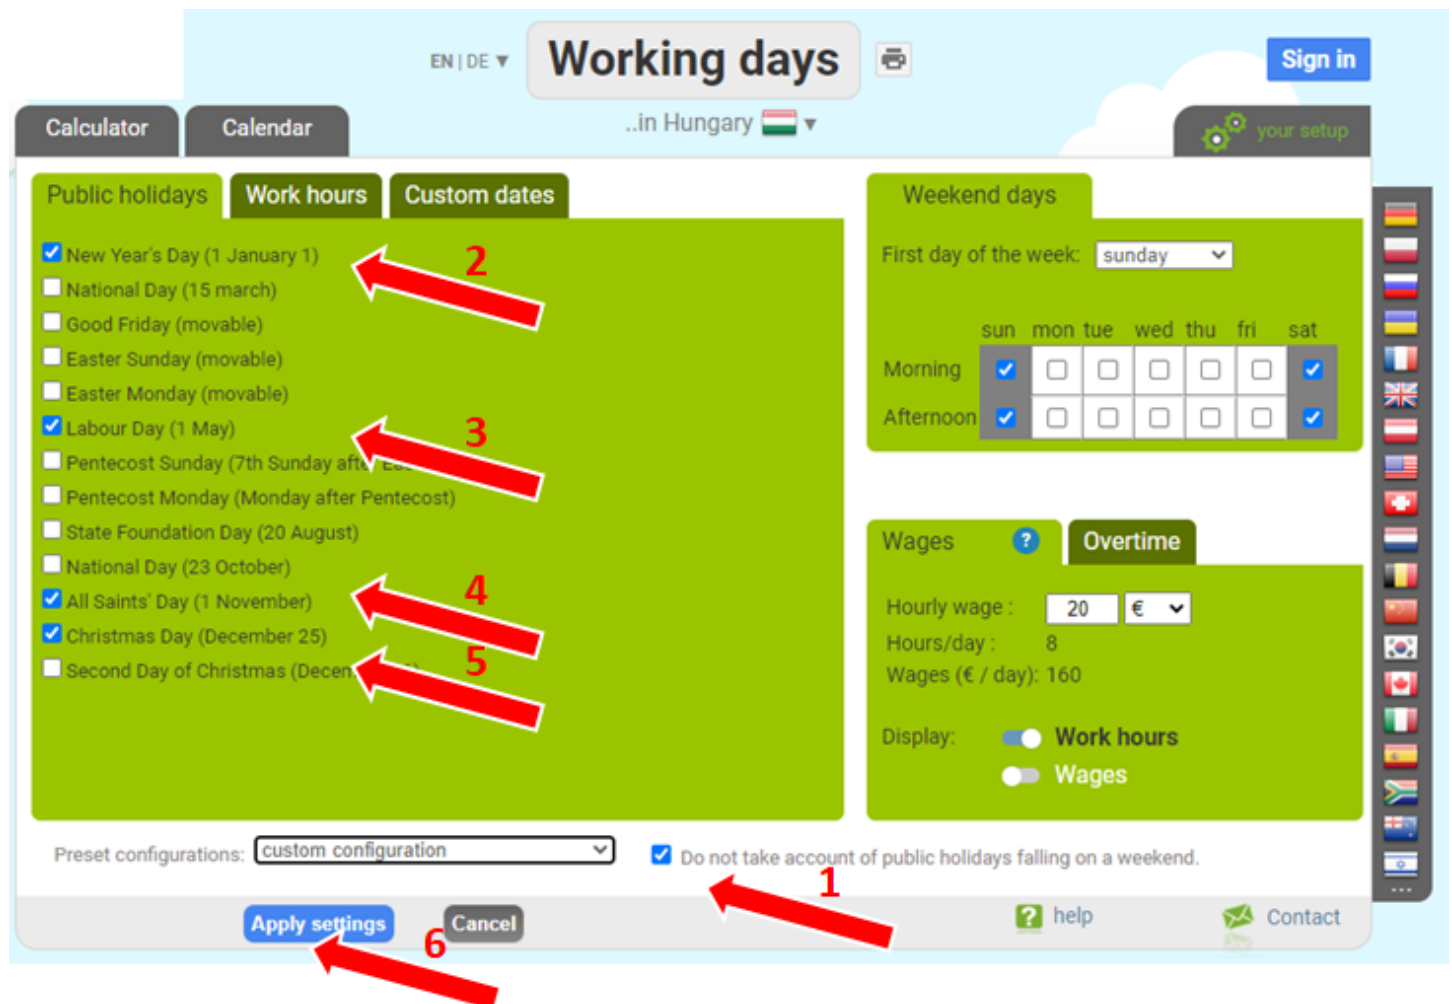 EN | DE ▼
Working days
Sign in
Calculator
Calendar
..in Hungary ▼
your setup
Public holidays
Work hours
Custom dates
New Year's Day (1 January 1)
National Day (15 march)
Good Friday (movable)
Easter Sunday (movable)
Easter Monday (movable)
Labour Day (1 May)
Pentecost Sunday (7th Sunday after
Pentecost Monday (Monday after Pentecost)
State Foundation Day (20 August)
National Day (23 October)
All Saints' Day (1 November)
Christmas Day (December 25)
Second Day of Christmas
2
3
4
5
Weekend days
First day of the week: sunday
sun mon tue wed thu fri sat
Morning
Afternoon
Wages ?
Overtime
Hourly wage : 20 €
Hours/day : 8
Wages (€ / day): 160
Display: Work hours
Wages
Preset configurations: custom configuration
Do not take account of public holidays falling on a weekend.
1
Apply settings
6
Cancel
? help
Contact
...